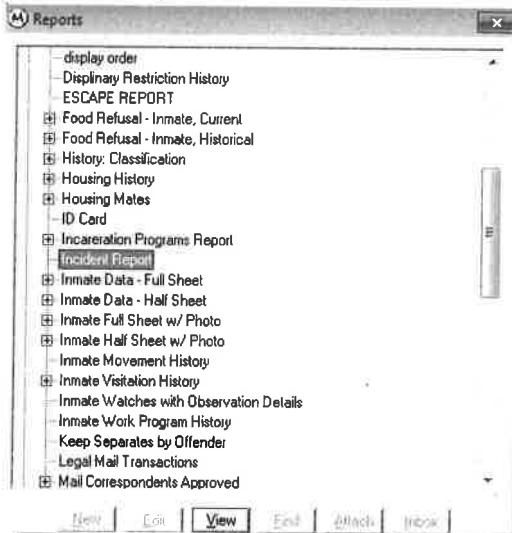 Reports
display order
Displinary Restriction History
ESCAPE REPORT
Food Refusal - Inmate, Current
Food Refusal - Inmate, Historical
History: Classification
Housing History
Housing Mates
ID Card
Incareration Programs Report
Incident Report
Inmate Data - Full Sheet
Inmate Data - Half Sheet
Inmate Full Sheet w/ Photo
Inmate Half Sheet w/ Photo
Inmate Movement History
Inmate Visitation History
Inmate Watches with Observation Details
Inmate Work Program History
Keep Separates by Offender
Legal Mail Transactions
Mail Correspondents Approved
New Edit View Find Attach Inbox